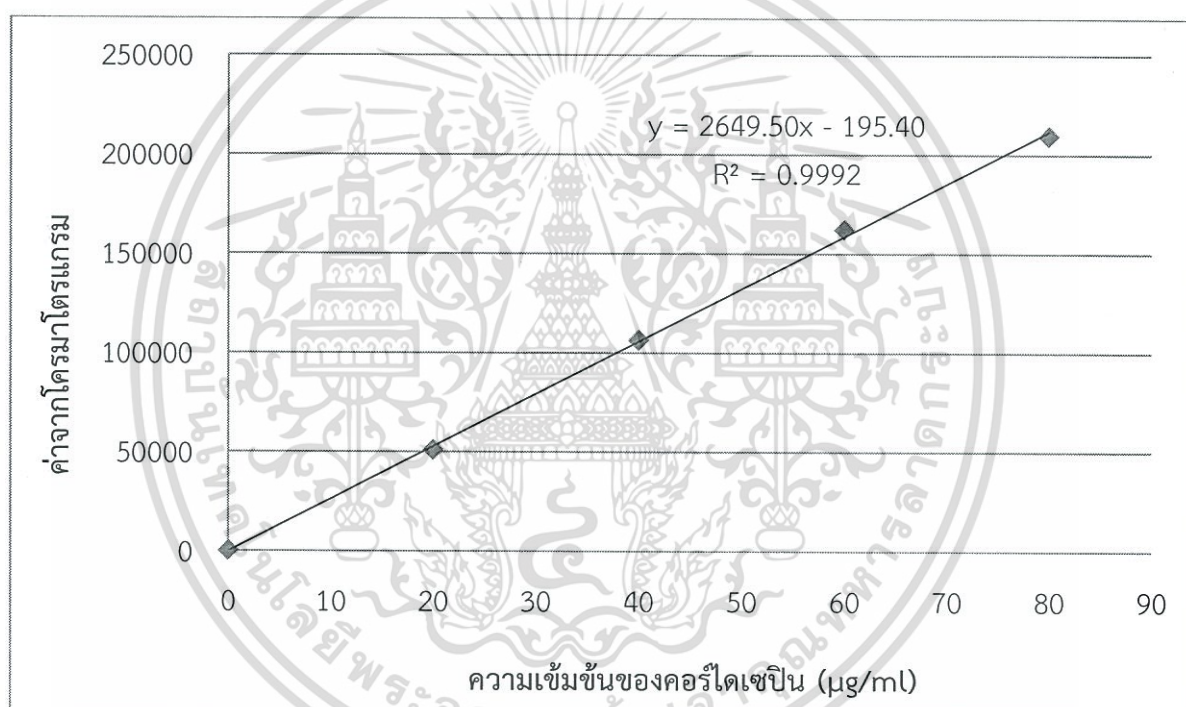 250000
200000
150000
100000
50000
0
y = 2649.50x - 195.40
R² = 0.9992
0 10 20 30 40 50 60 70 80 90
ค่าจากโครมาโตรแกรม
ความเข้มข้นของคอร์ไดเซปิน (µg/ml)